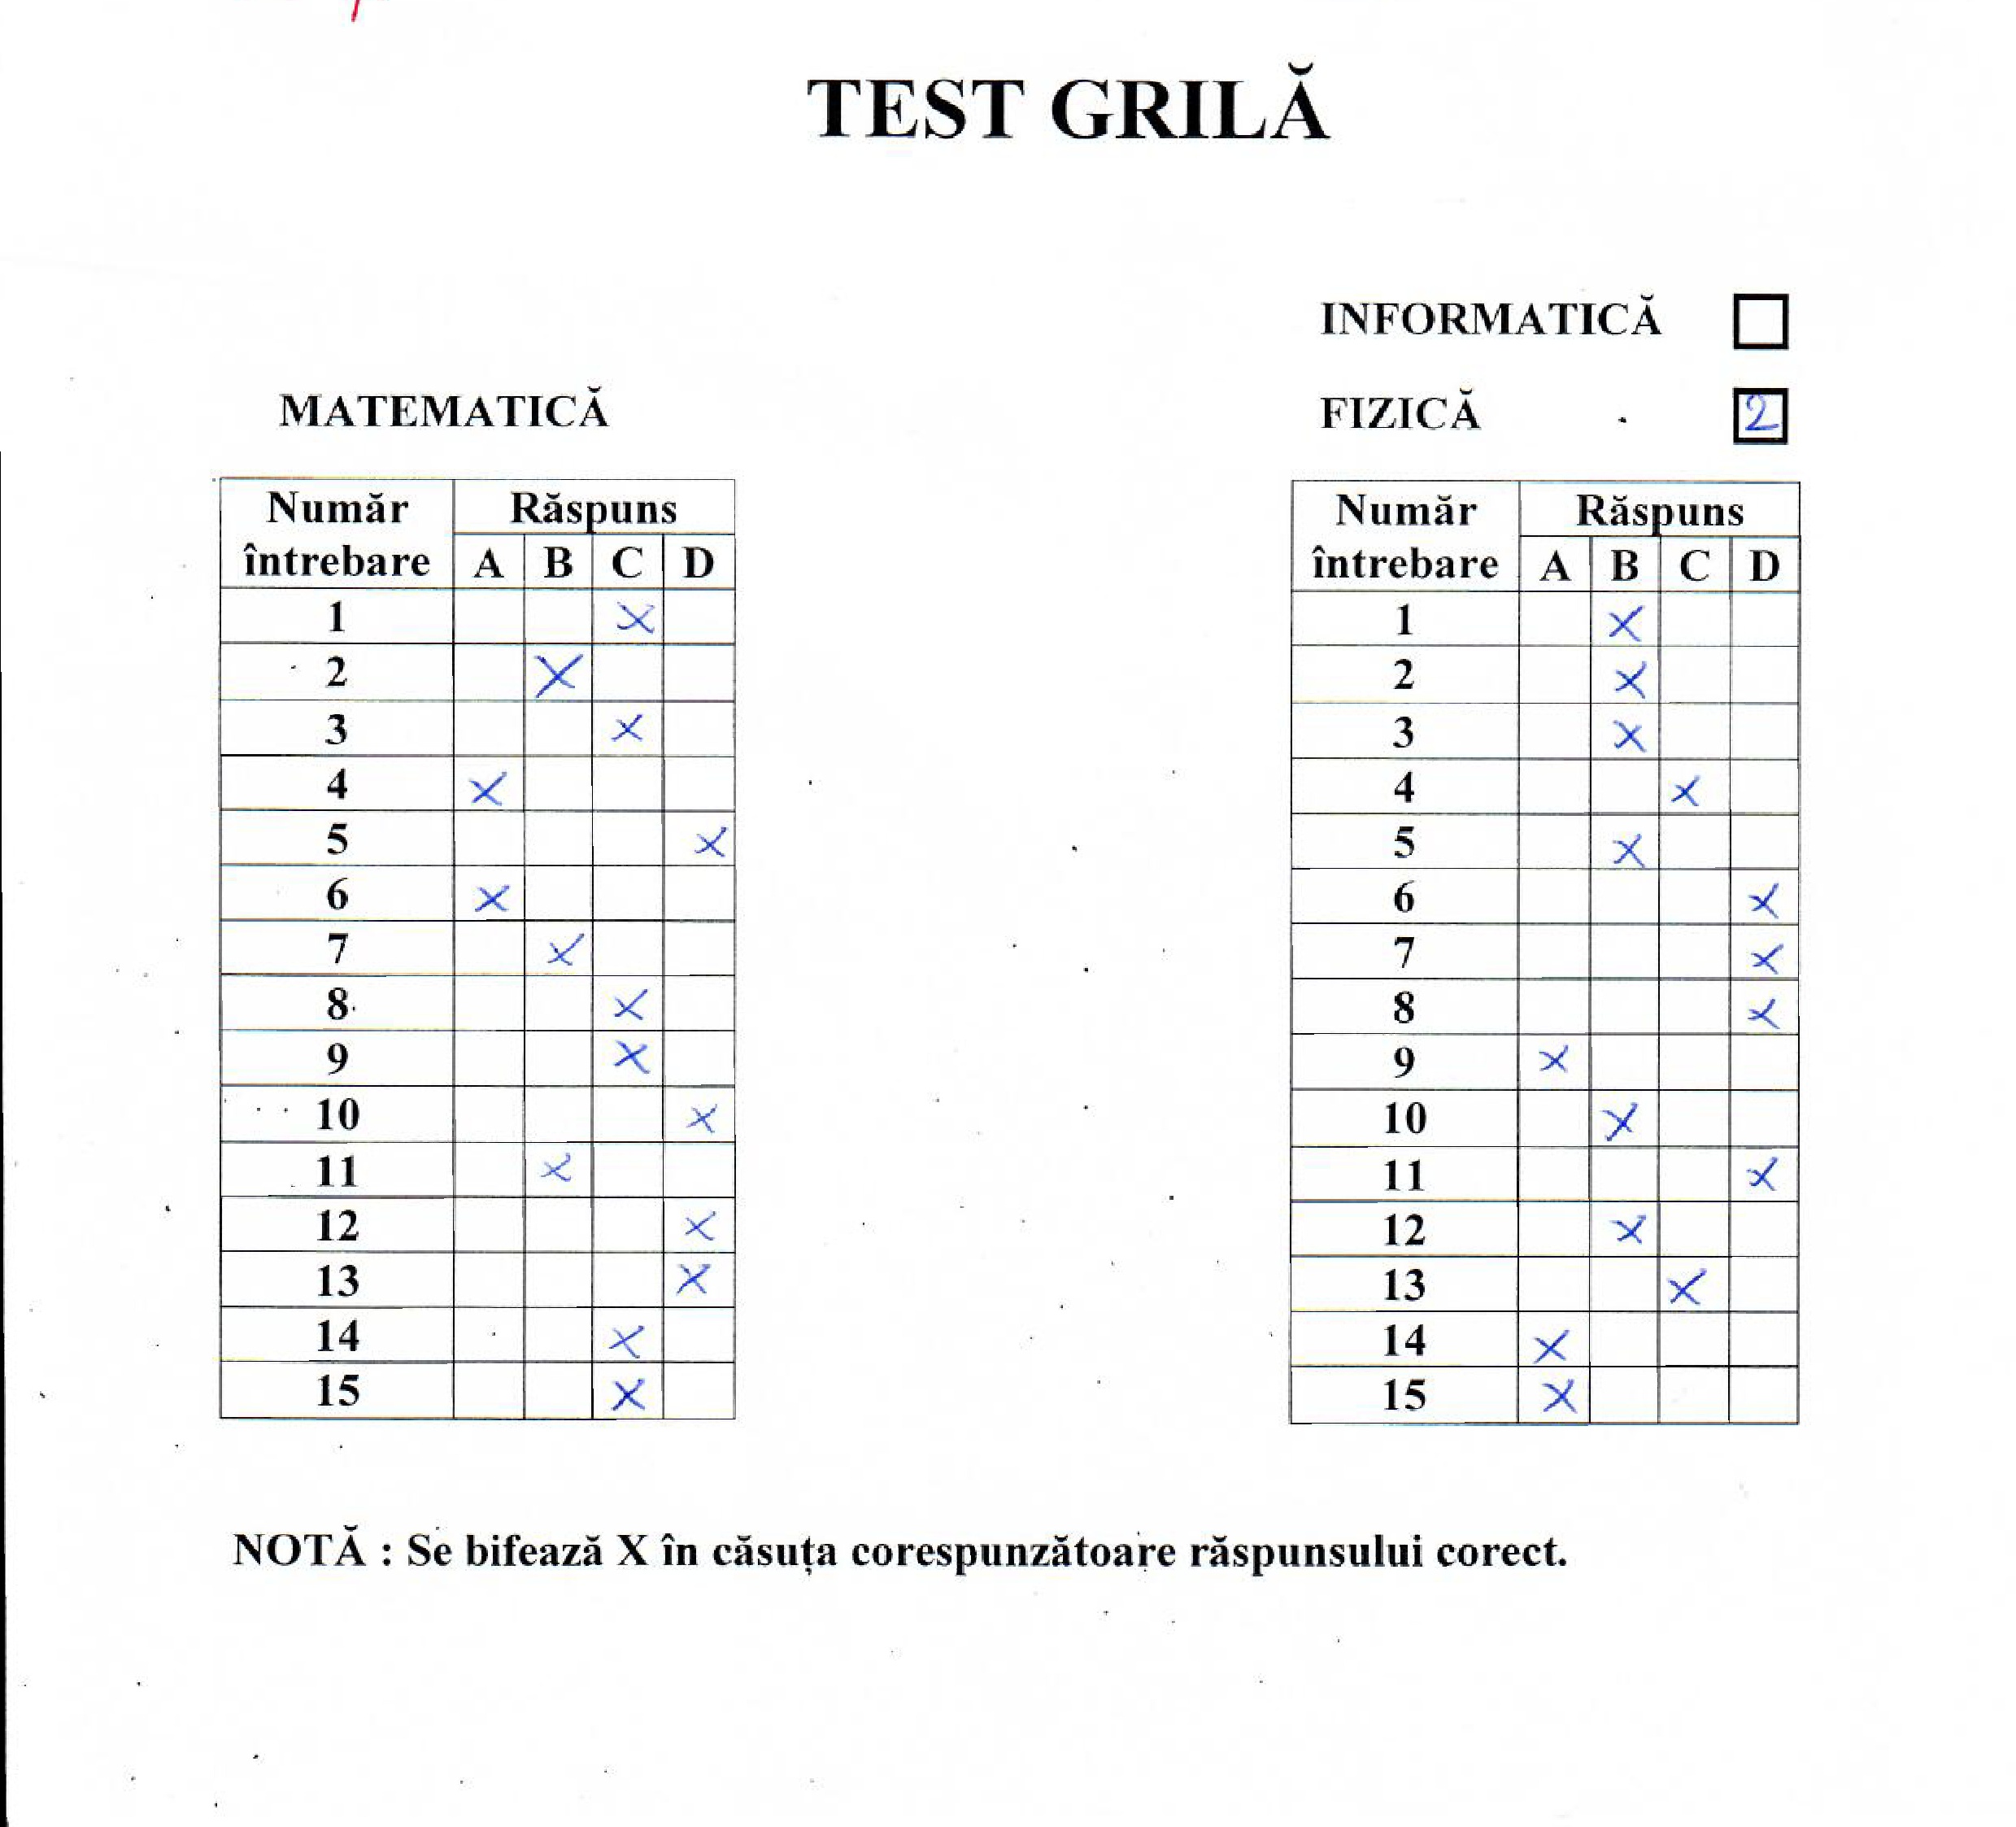 TEST GRILĂ
INFORMATICĂ
MATEMATICĂ
FIZICĂ 2
Număr întrebare Răspuns
A B C D
1 X
2 X
3 X
4 X
5 X
6 X
7 X
8 X
9 X
10 X
11 X
12 X
13 X
14 X
15 X
Număr întrebare Răspuns
A B C D
1 X
2 X
3 X
4 X
5 X
6 X
7 X
8 X
9 X
10 X
11 X
12 X
13 X
14 X
15 X
NOTĂ : Se bifează X în căsuța corespunzătoare răspunsului corect.